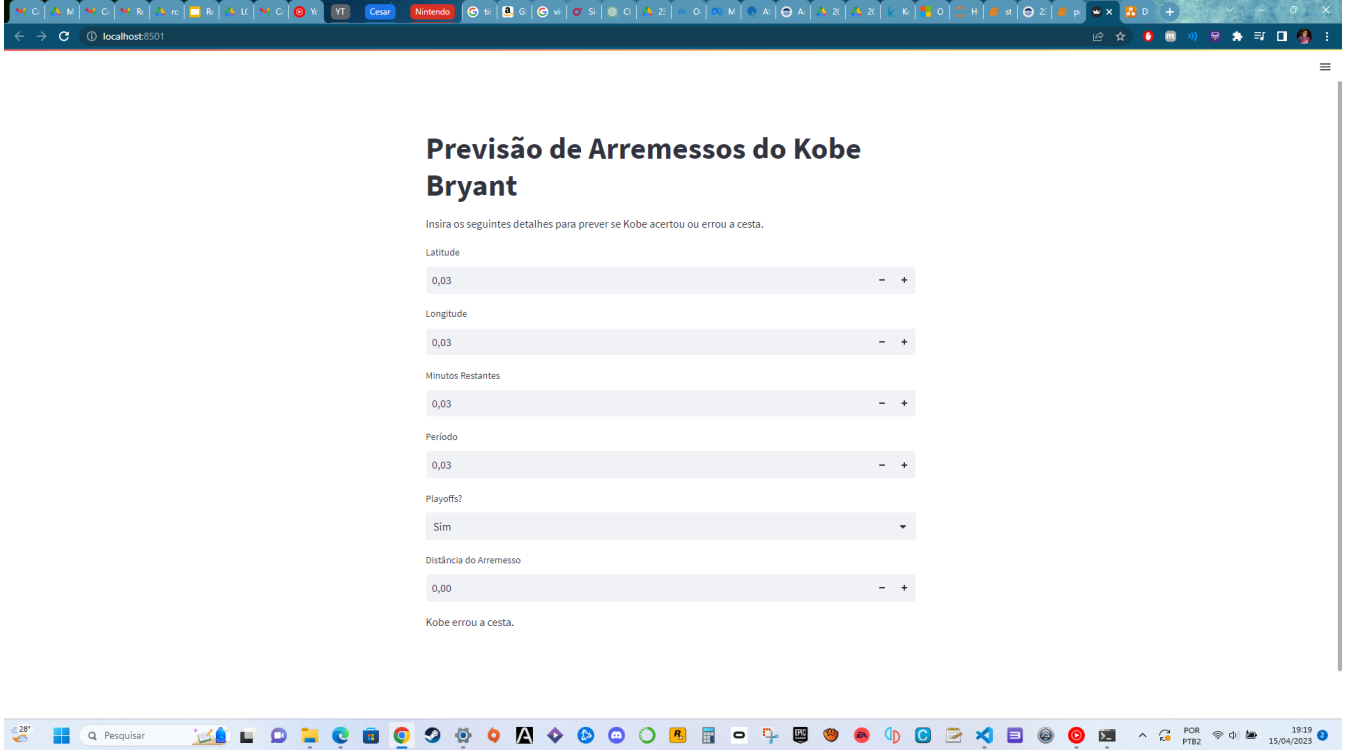 YT
Cesar
Nintendo
localhost:8501
Previsão de Arremessos do Kobe
Bryant
Insira os seguintes detalhes para prever se Kobe acertou ou errou a cesta.
Latitude
0,03
Longitude
0,03
Minutos Restantes
0,03
Período
0,03
Playoffs?
Sim
Distância do Arremesso
0,00
Kobe errou a cesta.
28°
Pesquisar
POR
PTB2
19:19
15/04/2023
2